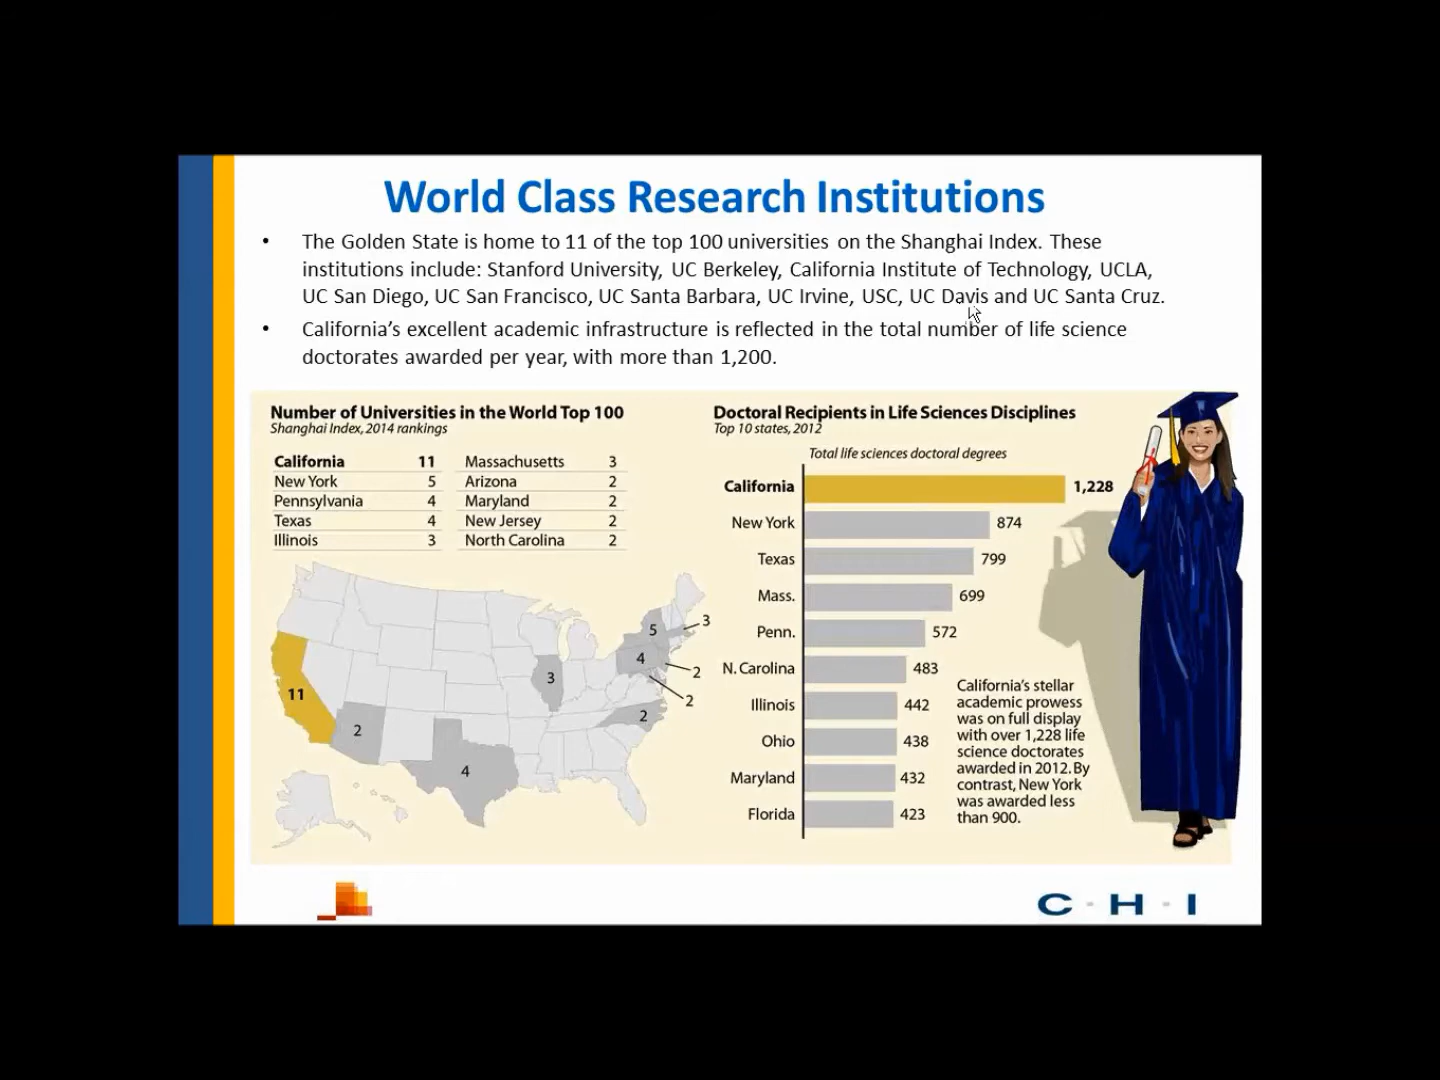 World Class Research Institutions
• The Golden State is home to 11 of the top 100 universities on the Shanghai Index. These
institutions include: Stanford University, UC Berkeley, California Institute of Technology, UCLA,
UC San Diego, UC San Francisco, UC Santa Barbara, UC Irvine, USC, UC Davis and UC Santa Cruz.
• California’s excellent academic infrastructure is reflected in the total number of life science
doctorates awarded per year, with more than 1,200.
Number of Universities in the World Top 100
Shanghai Index, 2014 rankings
California 11 Massachusetts 3
New York 5 Arizona 2
Pennsylvania 4 Maryland 2
Texas 4 New Jersey 2
Illinois 3 North Carolina 2
5
3
4
2
3
11
2
2
2
4
Doctoral Recipients in Life Sciences Disciplines
Top 10 states, 2012
Total life sciences doctoral degrees
California 1,228
New York 874
Texas 799
Mass. 699
Penn. 572
N. Carolina 483
Illinois 442
Ohio 438
Maryland 432
Florida 423
California’s stellar
academic prowess
was on full display
with over 1,228 life
science doctorates
awarded in 2012. By
contrast, New York
was awarded less
than 900.
C·H·I